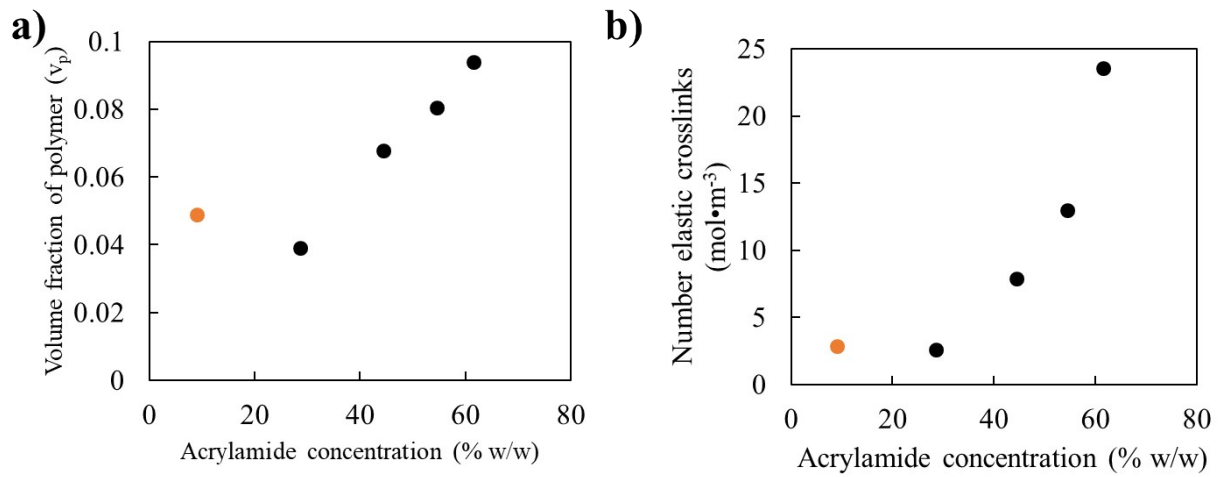 a)
Volume fraction of polymer (vₚ)
0.1
0.08
0.06
0.04
0.02
0
0 20 40 60 80
Acrylamide concentration (% w/w)
b)
Number elastic crosslinks
(mol•m⁻³)
25
20
15
10
5
0
0 20 40 60 80
Acrylamide concentration (% w/w)